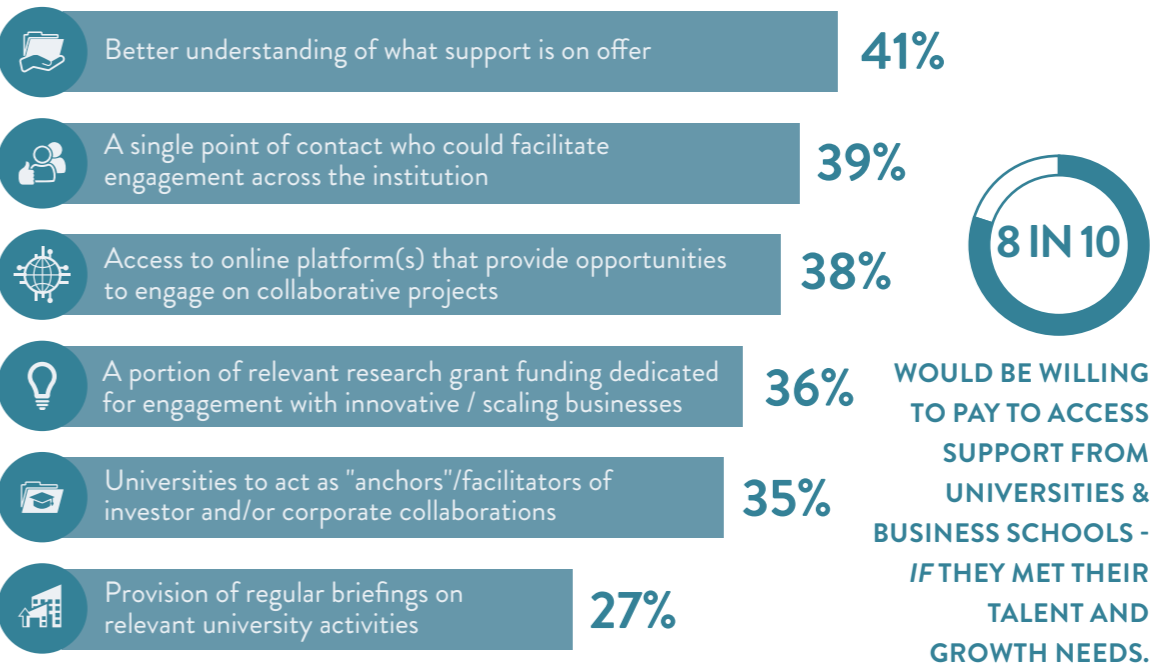 Better understanding of what support is on offer
41%
A single point of contact who could facilitate
engagement across the institution
39%
Access to online platform(s) that provide opportunities
to engage on collaborative projects
38%
A portion of relevant research grant funding dedicated
for engagement with innovative / scaling businesses
36%
Universities to act as "anchors"/facilitators of
investor and/or corporate collaborations
35%
Provision of regular briefings on
relevant university activities
27%
8 IN 10
WOULD BE WILLING
TO PAY TO ACCESS
SUPPORT FROM
UNIVERSITIES &
BUSINESS SCHOOLS -
IF THEY MET THEIR
TALENT AND
GROWTH NEEDS.